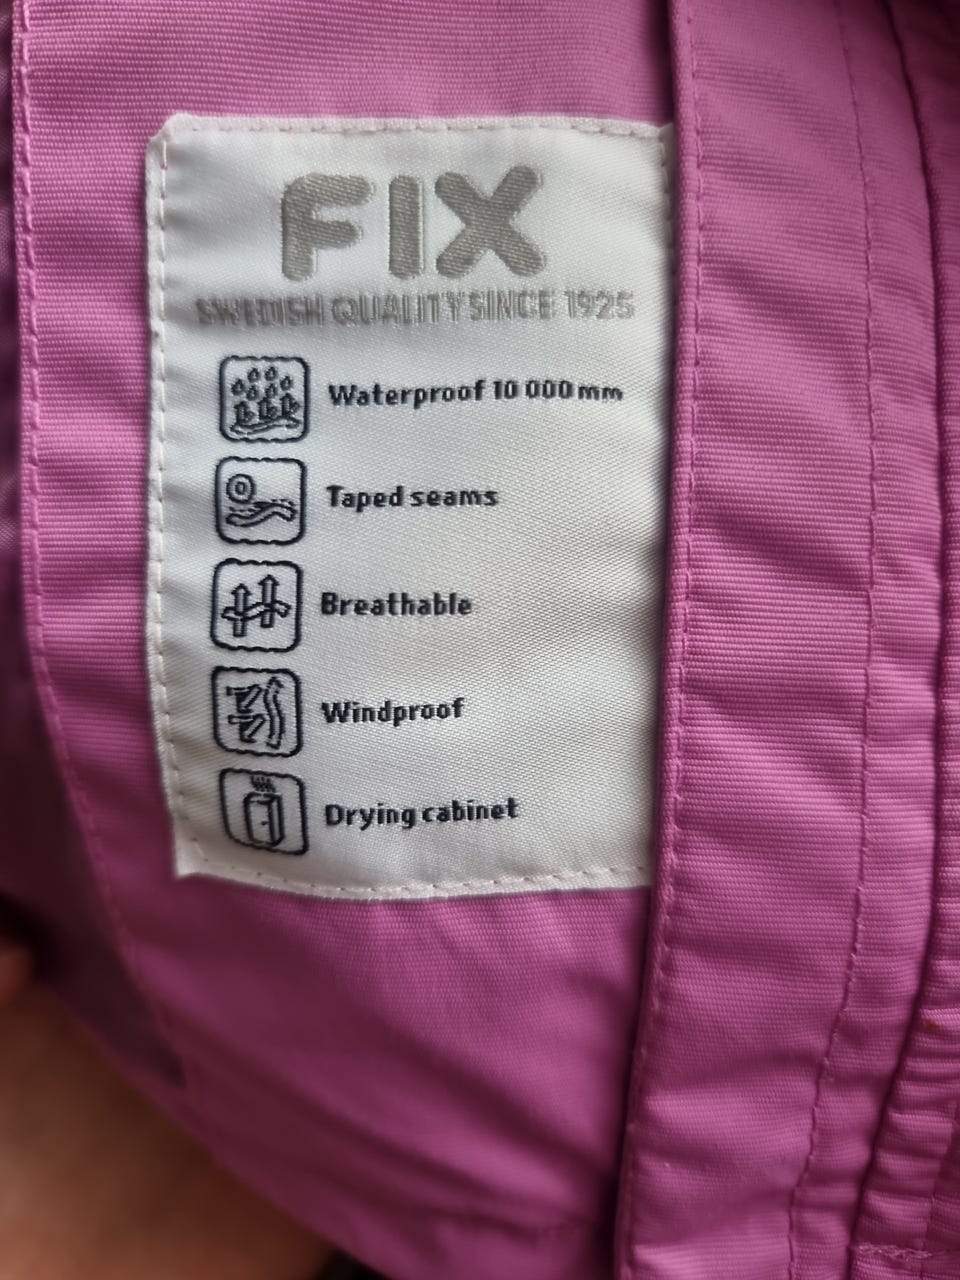 FIX
SWEDISH QUALITY SINCE 1925
Waterproof 10 000 mm
Taped seams
Breathable
Windproof
Drying cabinet